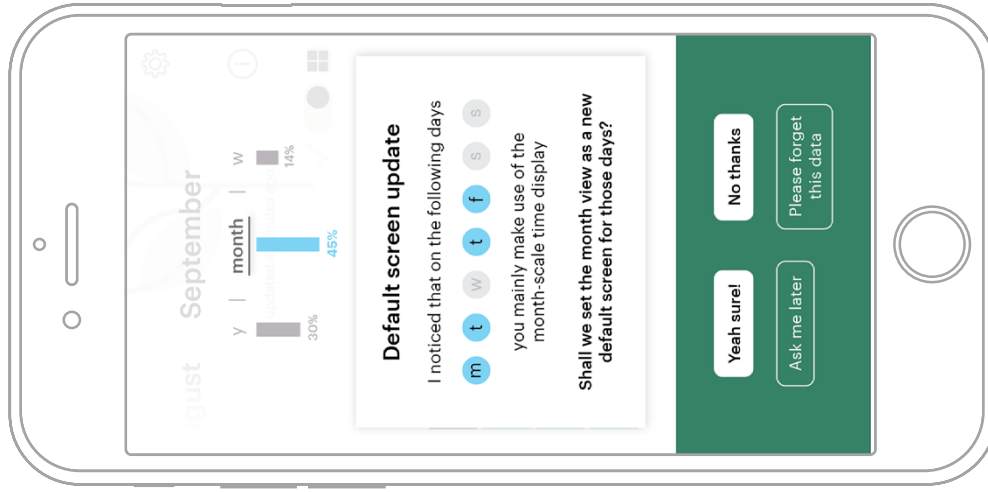 September
y | month | w
30%
45%
14%
Default screen update
I noticed that on the following days
m t w t f s s
you mainly make use of the
month-scale time display
Shall we set the month view as a new
default screen for those days?
Yeah sure!
No thanks
Ask me later
Please forget
this data